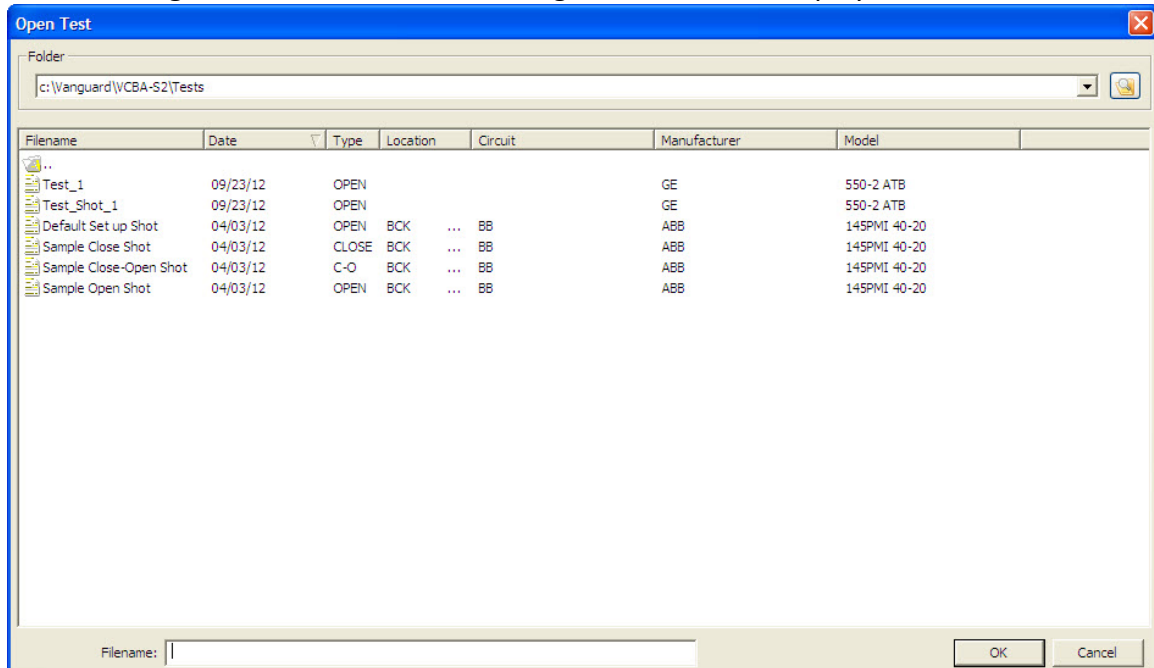 Open Test
Folder
c:\Vanguard\VCBA-S2\Tests
Filename Date Type Location Circuit Manufacturer Model
..
Test_1 09/23/12 OPEN GE 550-2 ATB
Test_Shot_1 09/23/12 OPEN GE 550-2 ATB
Default Set up Shot 04/03/12 OPEN BCK ... BB ABB 145PMI 40-20
Sample Close Shot 04/03/12 CLOSE BCK ... BB ABB 145PMI 40-20
Sample Close-Open Shot 04/03/12 C-O BCK ... BB ABB 145PMI 40-20
Sample Open Shot 04/03/12 OPEN BCK ... BB ABB 145PMI 40-20
Filename: OK Cancel